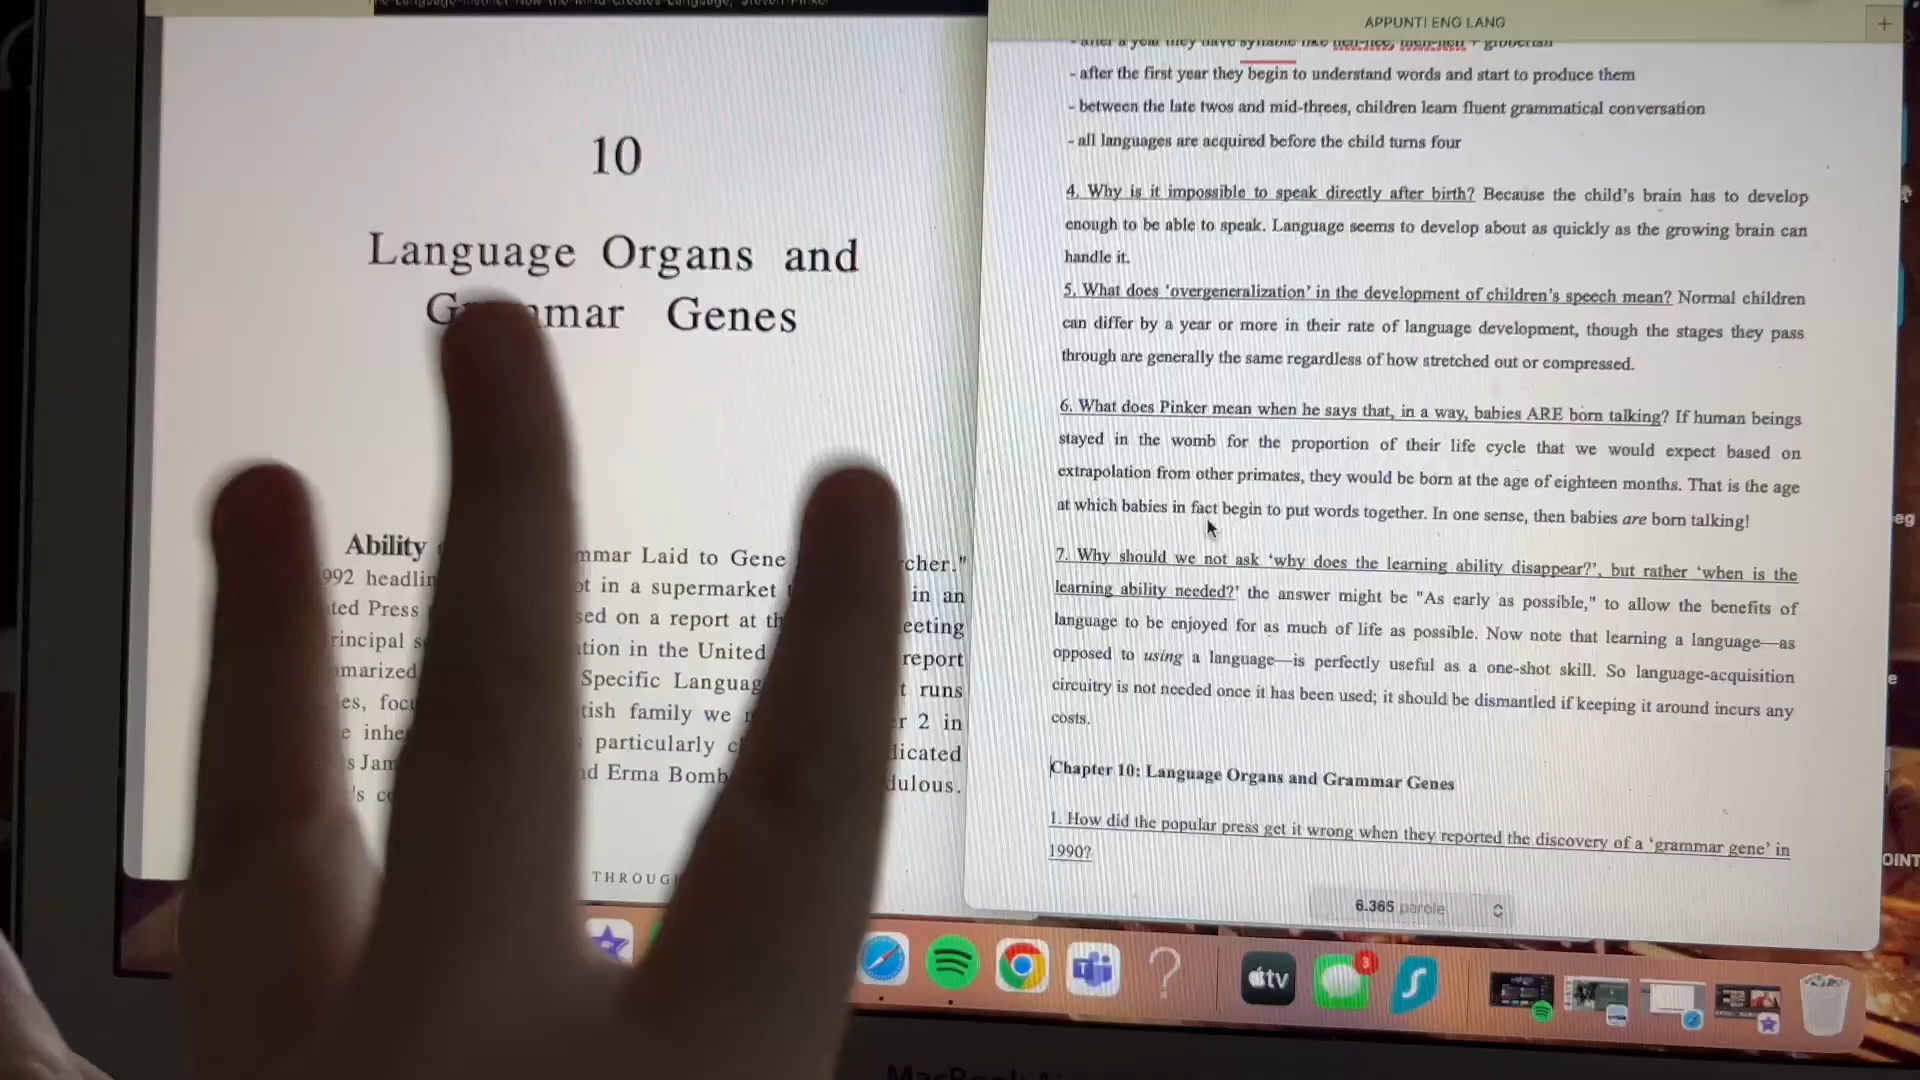 10
Language Organs and
G mmar Genes
Ability mmar Laid to Gene cher."
992 headlin ot in a supermarket in an
ted Press sed on a report at th eeting
rincipal s tion in the United report
marized Specific Languag t runs
es, focu tish family we r 2 in
e inhe particularly c licated
s Jam nd Erma Bomb dulous.
's co
THROUG
APPUNTI ENG LANG
- after a year they have syllable like
- after the first year they begin to understand words and start to produce them
- between the late twos and mid-threes, children learn fluent grammatical conversation
- all languages are acquired before the child turns four
4. Why is it impossible to speak directly after birth? Because the child's brain has to develop
enough to be able to speak. Language seems to develop about as quickly as the growing brain can
handle it.
5. What does 'overgeneralization' in the development of children's speech mean? Normal children
can differ by a year or more in their rate of language development, though the stages they pass
through are generally the same regardless of how stretched out or compressed.
6. What does Pinker mean when he says that, in a way, babies ARE born talking? If human beings
stayed in the womb for the proportion of their life cycle that we would expect based on
extrapolation from other primates, they would be born at the age of eighteen months. That is the age
at which babies in fact begin to put words together. In one sense, then babies are born talking!
7. Why should we not ask 'why does the learning ability disappear?', but rather 'when is the
learning ability needed?' the answer might be "As early as possible," to allow the benefits of
language to be enjoyed for as much of life as possible. Now note that learning a language—as
opposed to using a language—is perfectly useful as a one-shot skill. So language-acquisition
circuitry is not needed once it has been used; it should be dismantled if keeping it around incurs any
costs.
Chapter 10: Language Organs and Grammar Genes
1. How did the popular press get it wrong when they reported the discovery of a 'grammar gene' in
1990?
6.365 parole
tv
3
eg
e
OINT